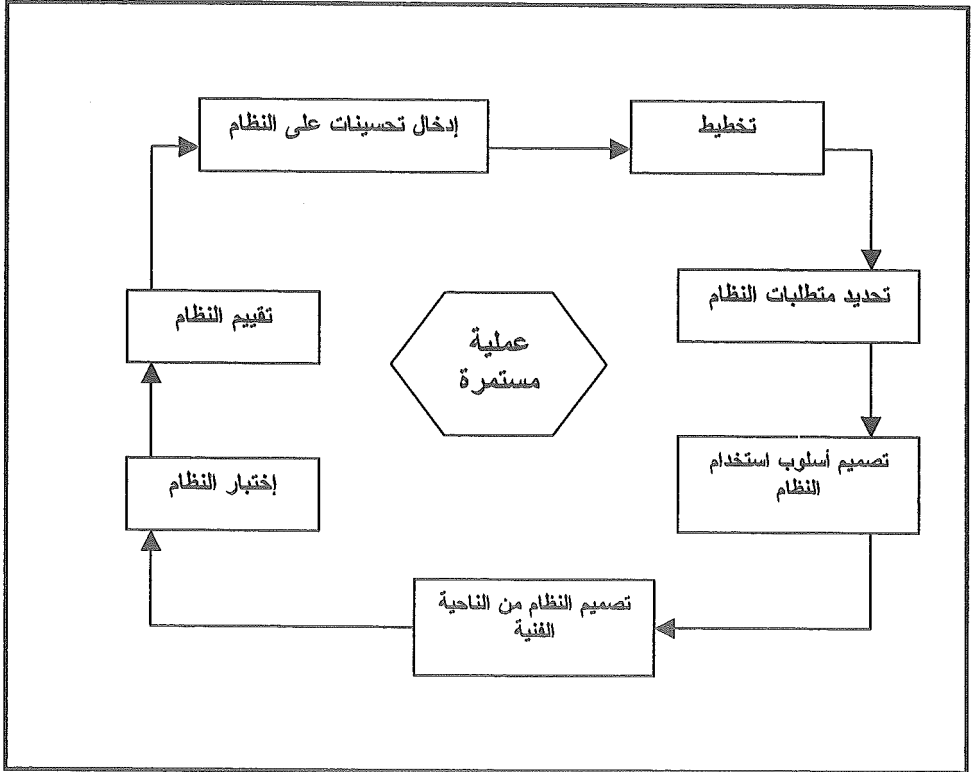 إدخال تحسينات على النظام
تخطيط
تحديد متطلبات النظام
تقييم النظام
عملية
مستمرة
تصميم أسلوب استخدام
النظام
إختبار النظام
تصميم النظام من الناحية
الفنية